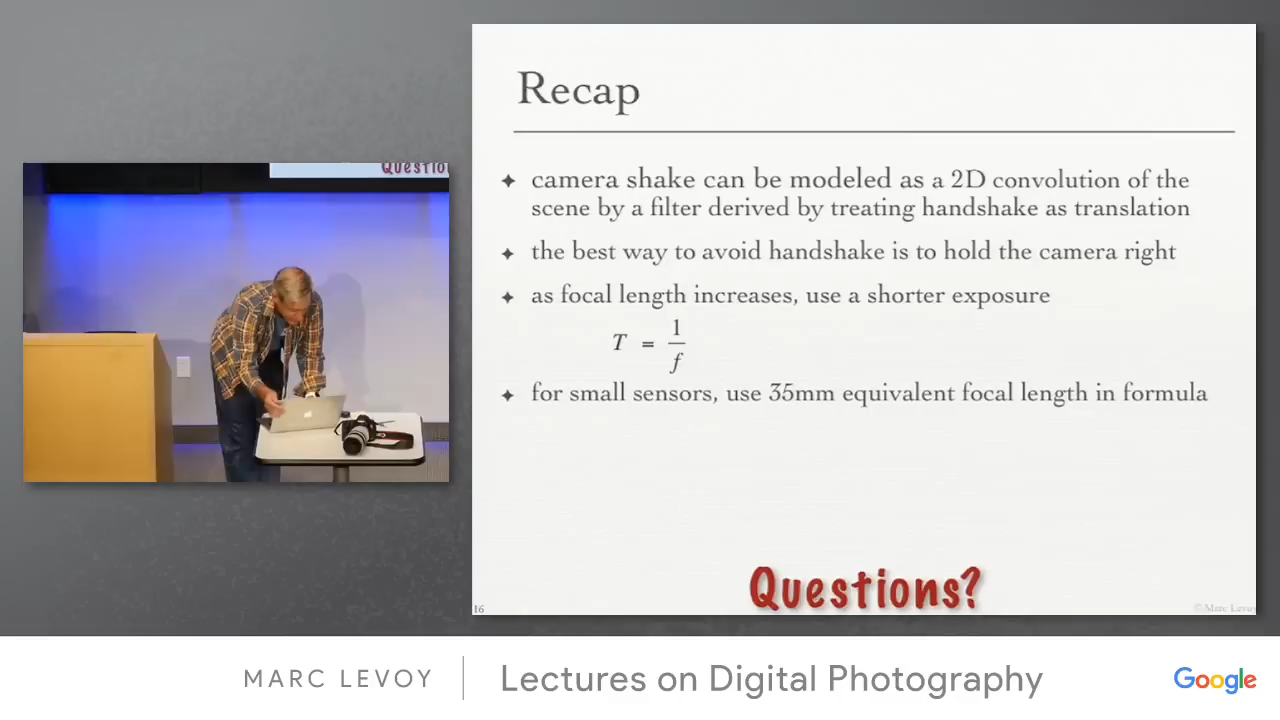 Questio
Recap
✦ camera shake can be modeled as a 2D convolution of the
scene by a filter derived by treating handshake as translation
✦ the best way to avoid handshake is to hold the camera right
✦ as focal length increases, use a shorter exposure
T = 1/f
✦ for small sensors, use 35mm equivalent focal length in formula
Questions?
16
© Marc Levoy
MARC LEVOY
Lectures on Digital Photography
Google